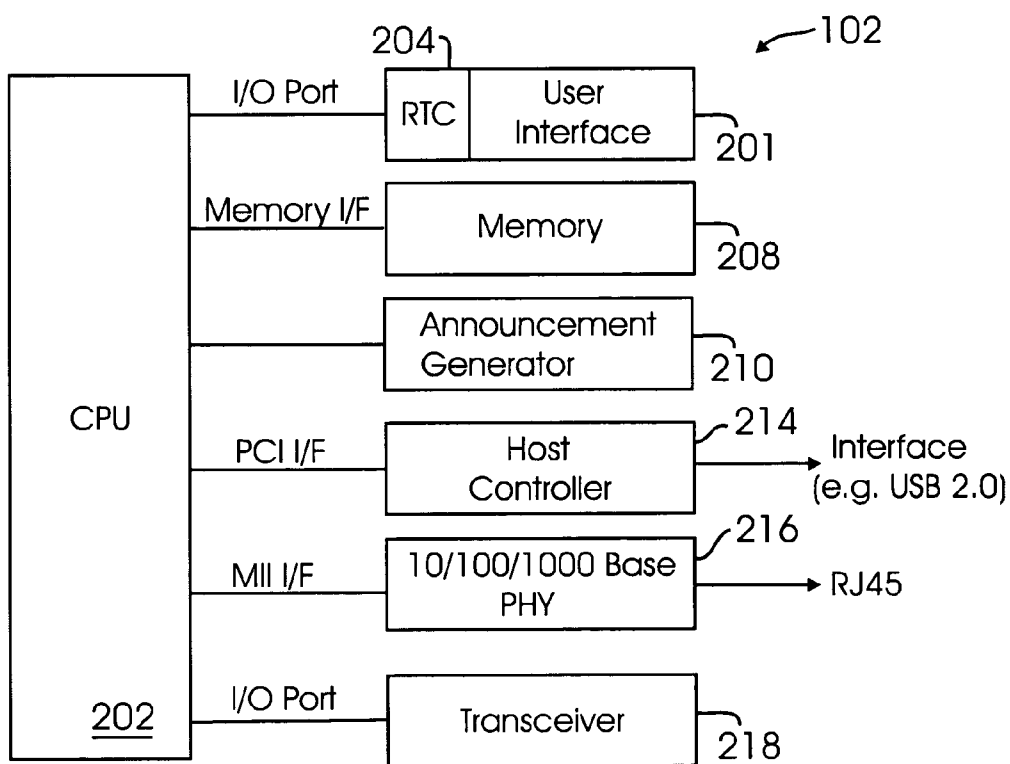 204
102
I/O Port
RTC
User
Interface
201
Memory I/F
Memory
208
Announcement
Generator
210
CPU
214
PCI I/F
Host
Controller
Interface
(e.g. USB 2.0)
216
MII I/F
10/100/1000 Base
PHY
RJ45
I/O Port
202
Transceiver
218